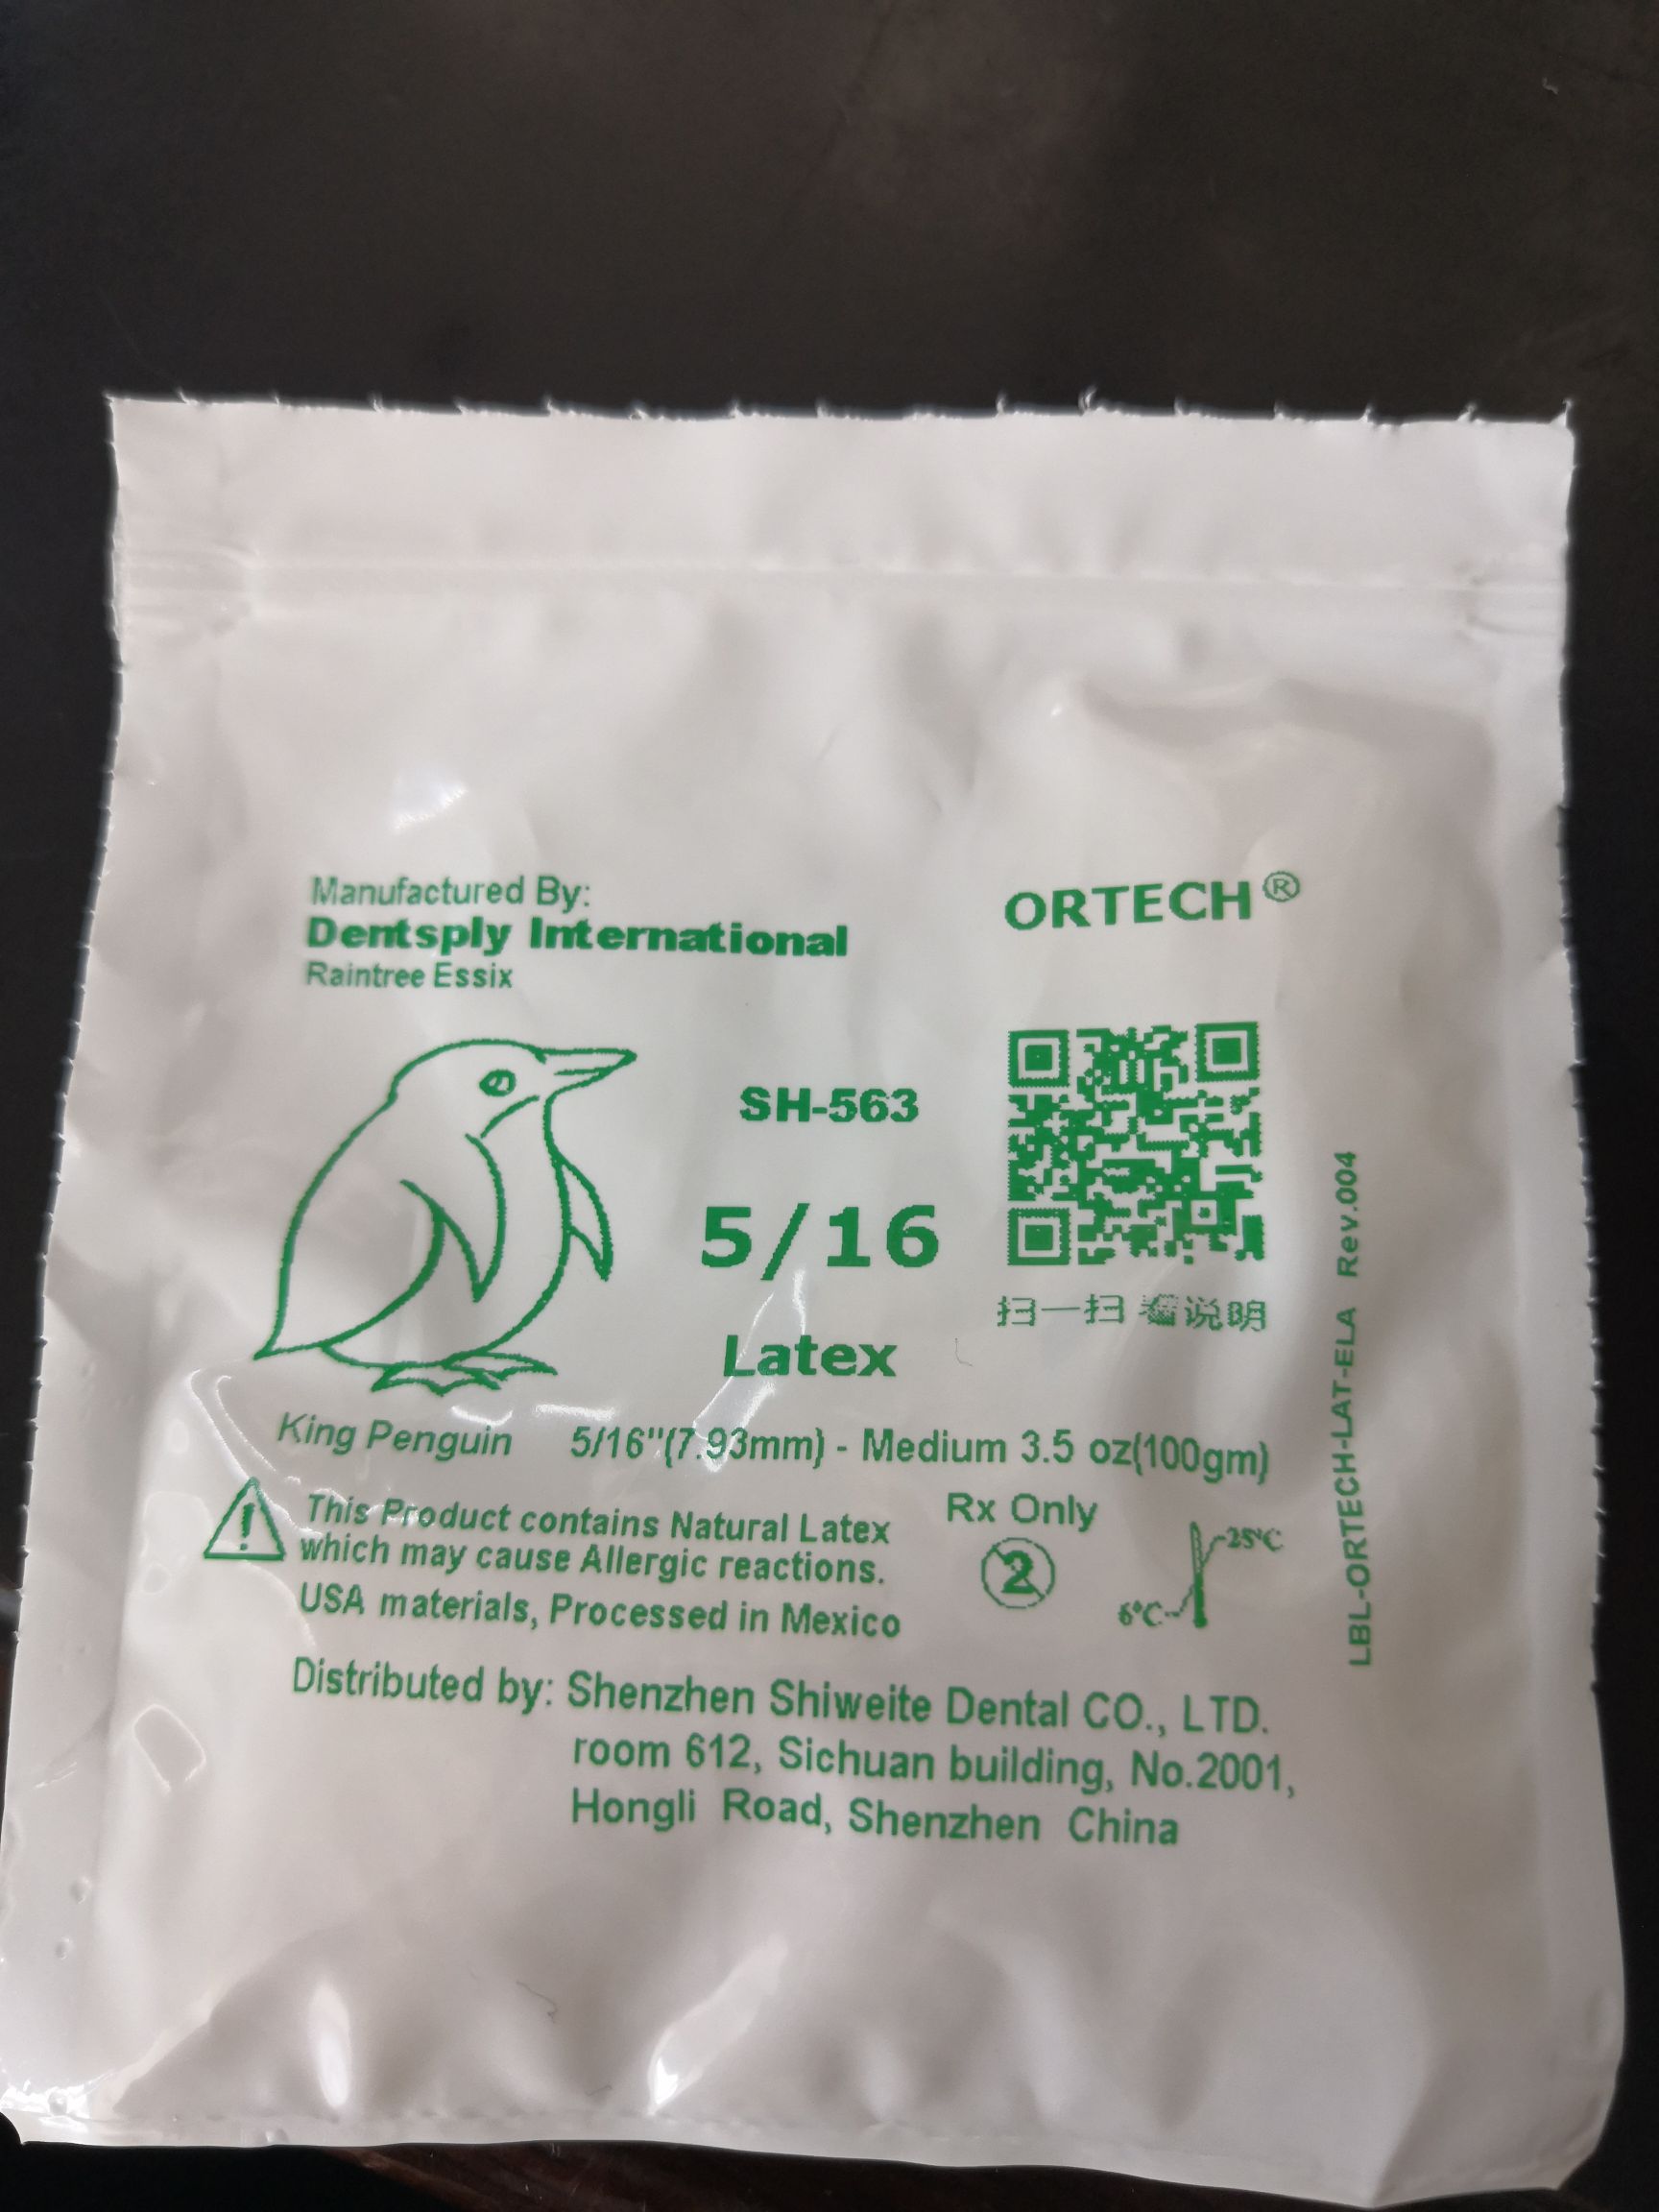 Manufactured By:
Dentsply International
Raintree Essix
ORTECH®
SH-563
5/16
Latex
扫一扫 看说明
King Penguin 5/16"(7.93mm) - Medium 3.5 oz(100gm)
This Product contains Natural Latex
which may cause Allergic reactions.
USA materials, Processed in Mexico
Rx Only
2
25°C
6°C
Distributed by: Shenzhen Shiweite Dental CO., LTD.
room 612, Sichuan building, No.2001,
Hongli Road, Shenzhen China
LBL-ORTECH-LAT-ELA Rev.004